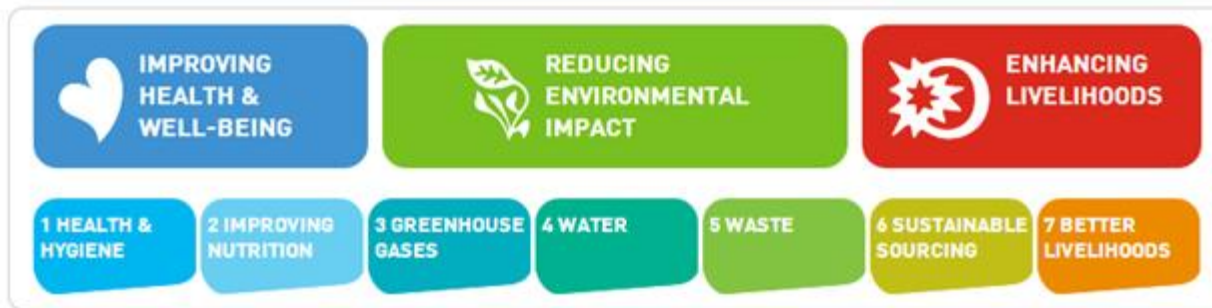 IMPROVING
HEALTH &
WELL-BEING
REDUCING
ENVIRONMENTAL
IMPACT
ENHANCING
LIVELIHOODS
1 HEALTH &
HYGIENE
2 IMPROVING
NUTRITION
3 GREENHOUSE
GASES
4 WATER
5 WASTE
6 SUSTAINABLE
SOURCING
7 BETTER
LIVELIHOODS